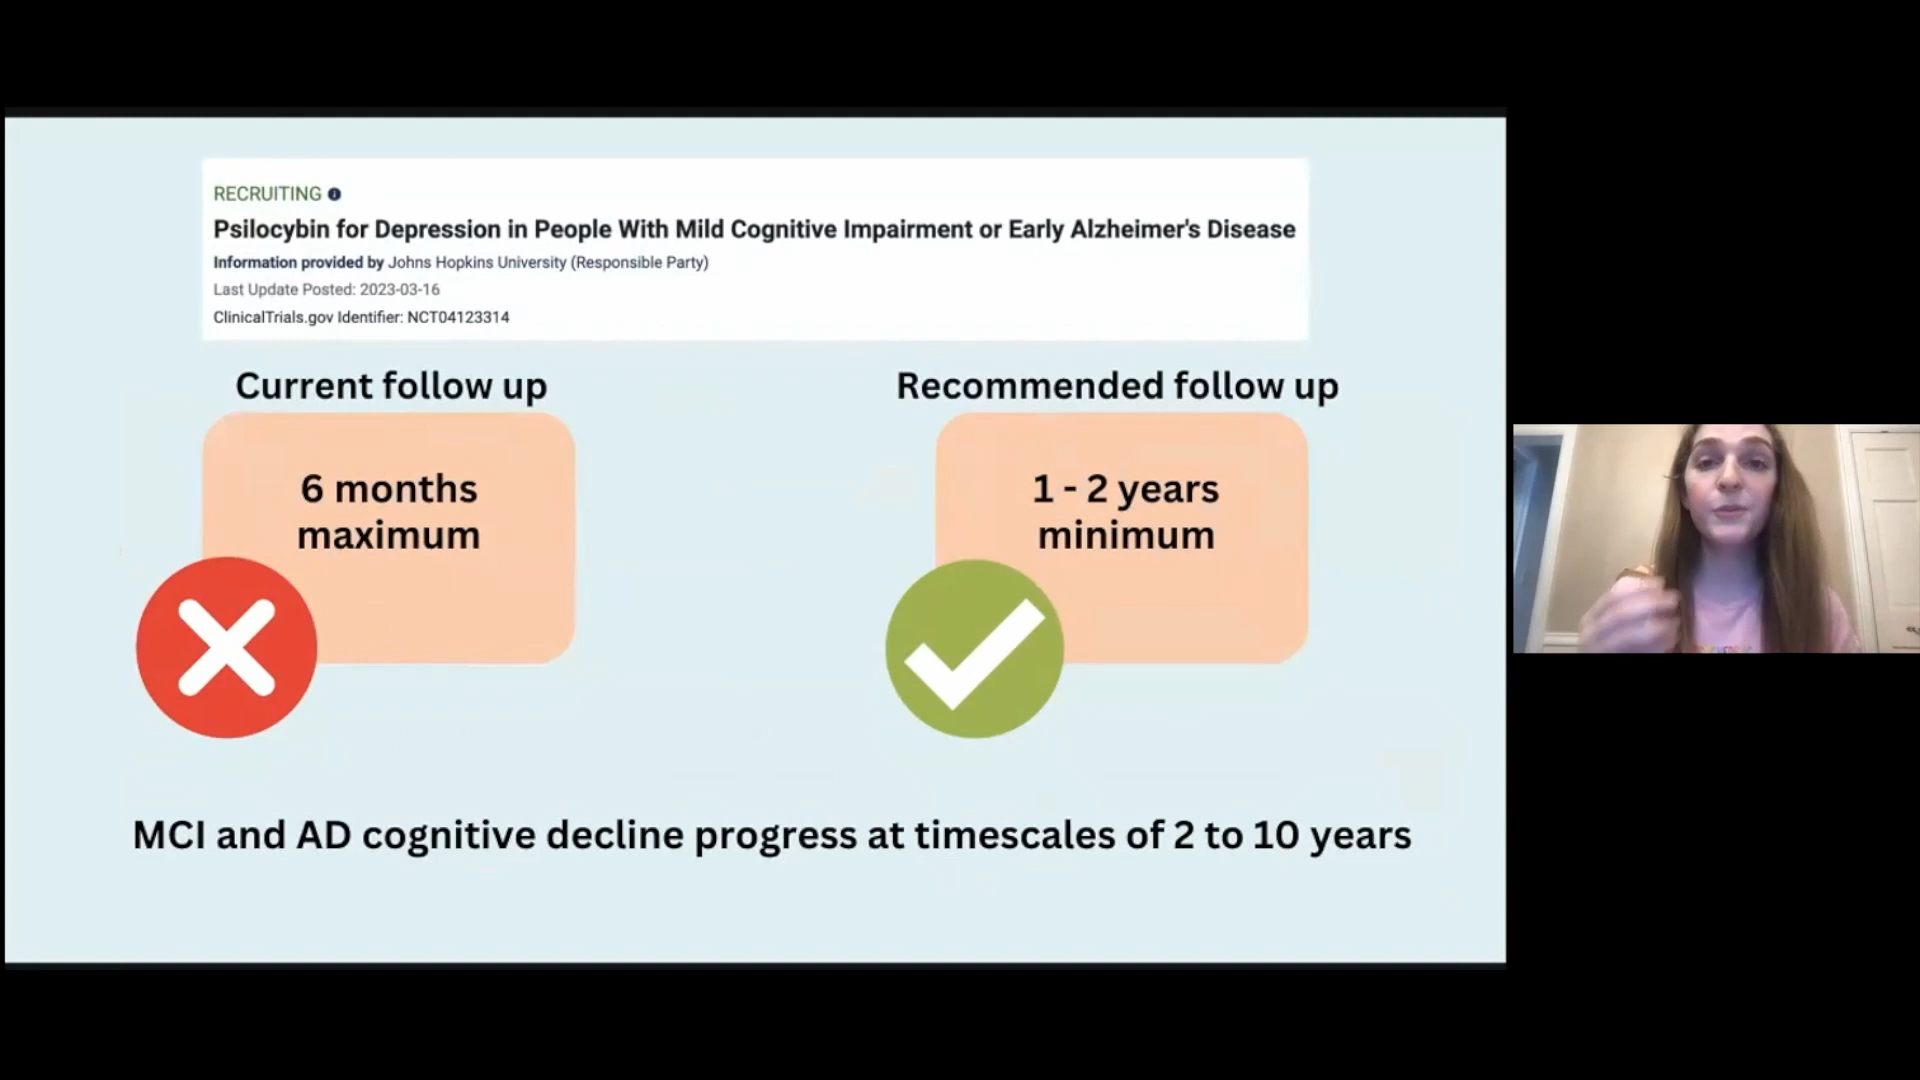 RECRUITING
Psilocybin for Depression in People With Mild Cognitive Impairment or Early Alzheimer's Disease
Information provided by Johns Hopkins University (Responsible Party)
Last Update Posted: 2023-03-16
ClinicalTrials.gov Identifier: NCT04123314
Current follow up
6 months
maximum
Recommended follow up
1 - 2 years
minimum
MCI and AD cognitive decline progress at timescales of 2 to 10 years